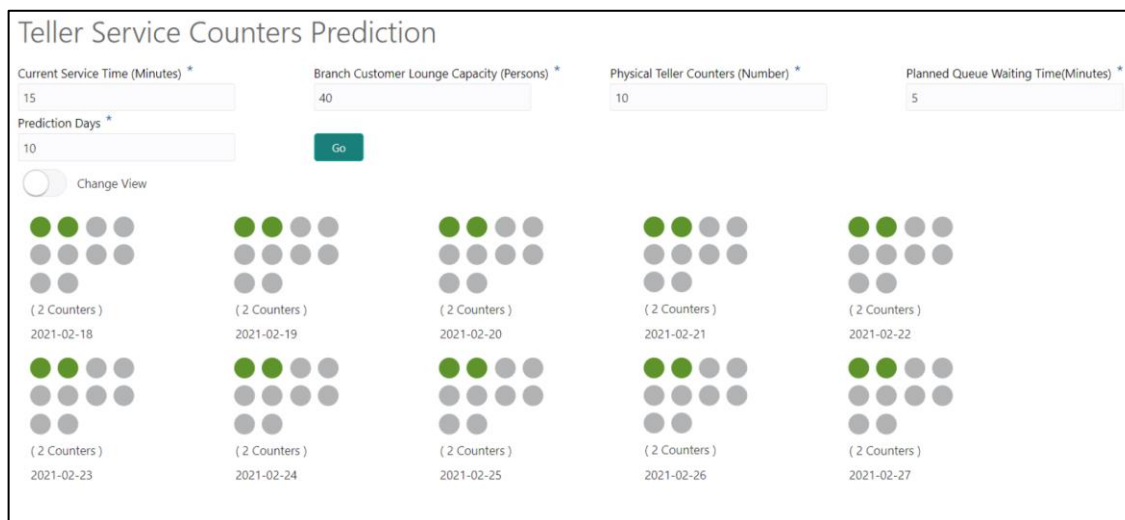 Teller Service Counters Prediction
Current Service Time (Minutes) * Branch Customer Lounge Capacity (Persons) * Physical Teller Counters (Number) * Planned Queue Waiting Time(Minutes) *
15 40 10 5
Prediction Days *
10 Go
Change View
( 2 Counters ) ( 2 Counters ) ( 2 Counters ) ( 2 Counters ) ( 2 Counters )
2021-02-18 2021-02-19 2021-02-20 2021-02-21 2021-02-22
( 2 Counters ) ( 2 Counters ) ( 2 Counters ) ( 2 Counters ) ( 2 Counters )
2021-02-23 2021-02-24 2021-02-25 2021-02-26 2021-02-27